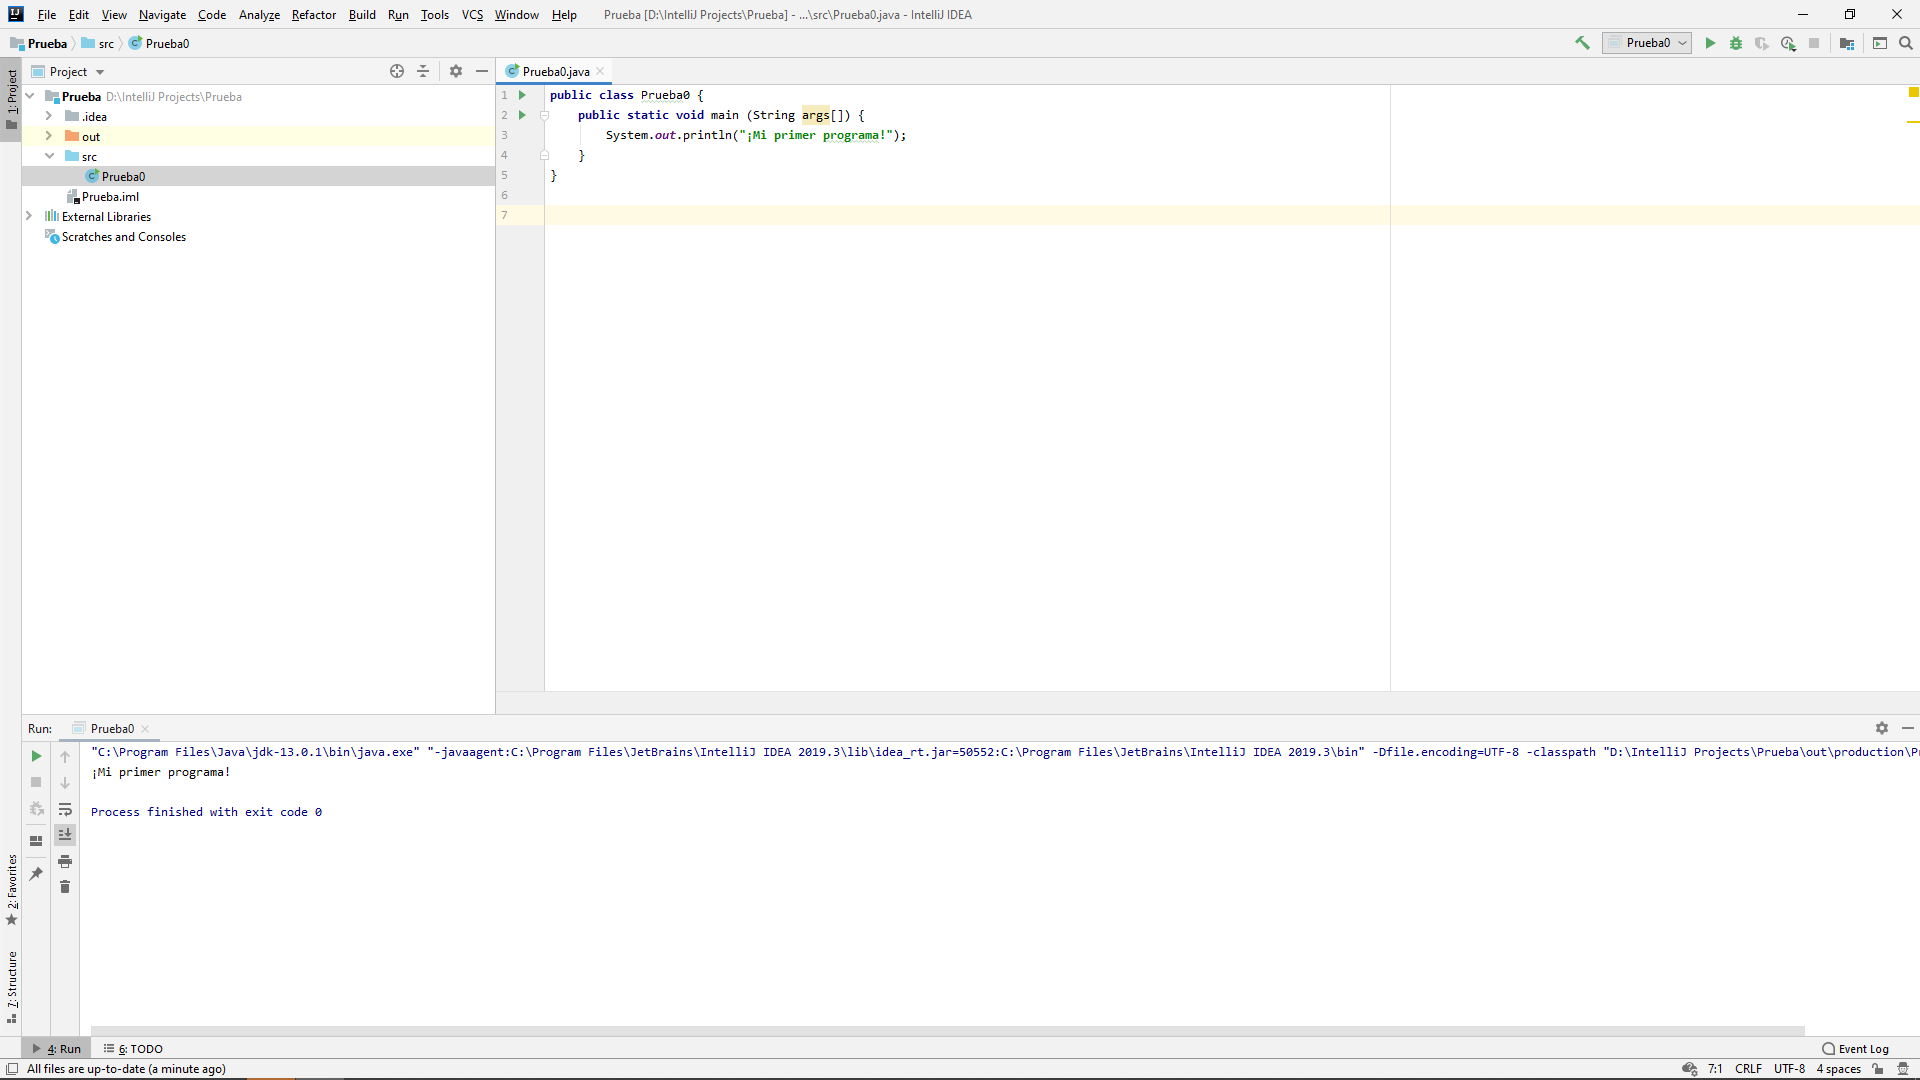 File Edit View Navigate Code Analyze Refactor Build Run Tools VCS Window Help Prueba [D:\IntelliJ Projects\Prueba] - ...\src\Prueba0.java - IntelliJ IDEA
Prueba src Prueba0 Prueba0
1: Project
Project
Prueba D:\IntelliJ Projects\Prueba
.idea
out
src
Prueba0
Prueba.iml
External Libraries
Scratches and Consoles
Prueba0.java
1 public class Prueba0 {
2 public static void main (String args[]) {
3 System.out.println("¡Mi primer programa!");
4 }
5 }
6
7
Run: Prueba0
"C:\Program Files\Java\jdk-13.0.1\bin\java.exe" "-javaagent:C:\Program Files\JetBrains\IntelliJ IDEA 2019.3\lib\idea_rt.jar=50552:C:\Program Files\JetBrains\IntelliJ IDEA 2019.3\bin" -Dfile.encoding=UTF-8 -classpath "D:\IntelliJ Projects\Prueba\out\production\P
¡Mi primer programa!
Process finished with exit code 0
2: Favorites
7: Structure
4: Run 6: TODO Event Log
All files are up-to-date (a minute ago) 7:1 CRLF UTF-8 4 spaces